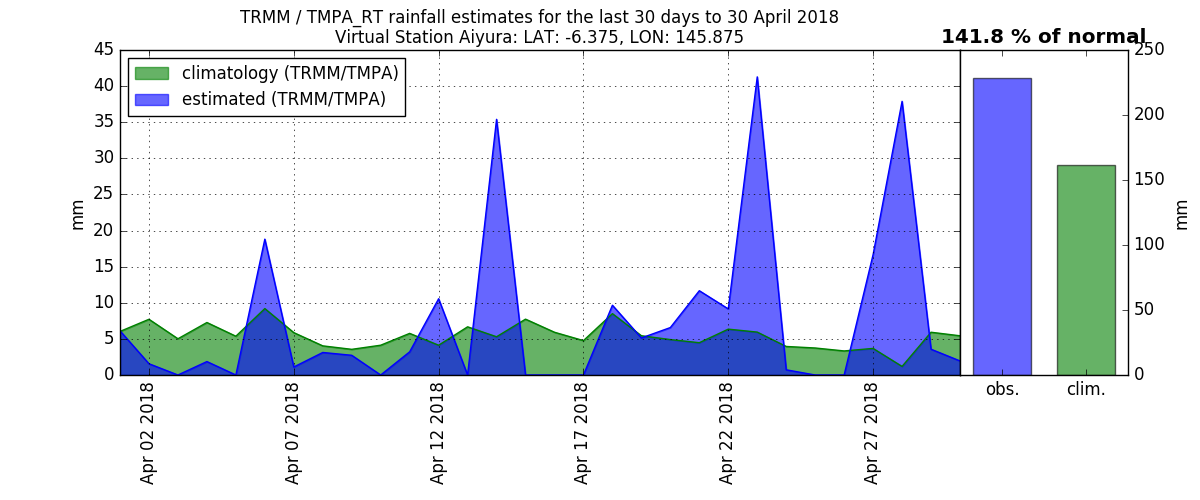 TRMM / TMPA_RT rainfall estimates for the last 30 days to 30 April 2018
Virtual Station Aiyura: LAT: -6.375, LON: 145.875
141.8 % of normal
climatology (TRMM/TMPA)
estimated (TRMM/TMPA)
mm
45
40
35
30
25
20
15
10
5
0
Apr 02 2018
Apr 07 2018
Apr 12 2018
Apr 17 2018
Apr 22 2018
Apr 27 2018
250
200
150
100
50
0
mm
obs.
clim.